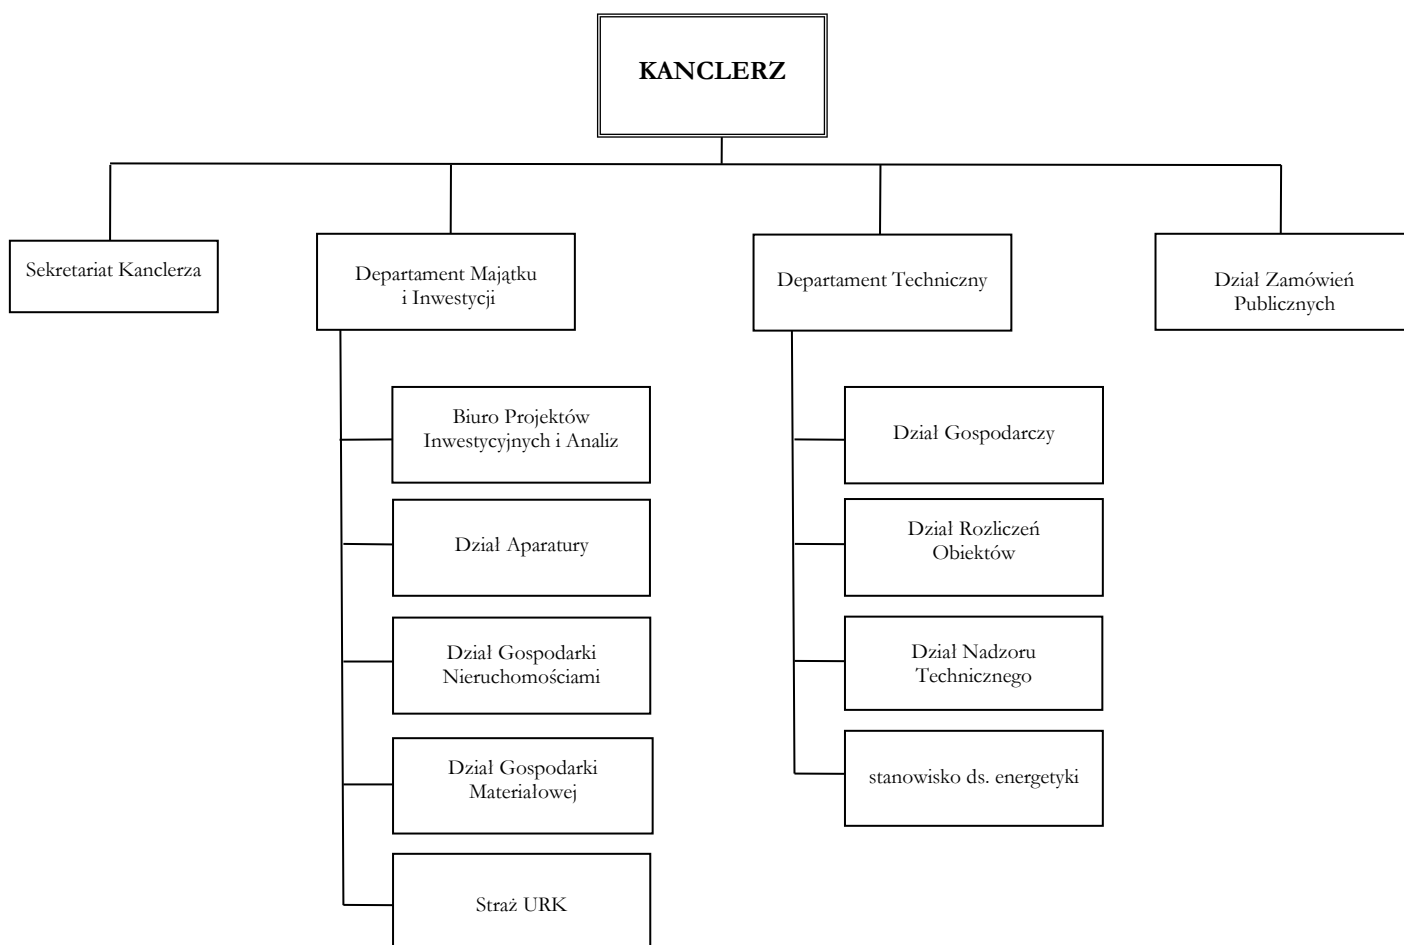 KANCLERZ
Sekretariat Kanclerza
Departament Majątku
i Inwestycji
Departament Techniczny
Dział Zamówień
Publicznych
Biuro Projektów
Inwestycyjnych i Analiz
Dział Aparatury
Dział Gospodarki
Nieruchomościami
Dział Gospodarki
Materiałowej
Straż URK
Dział Gospodarczy
Dział Rozliczeń
Obiektów
Dział Nadzoru
Technicznego
stanowisko ds. energetyki